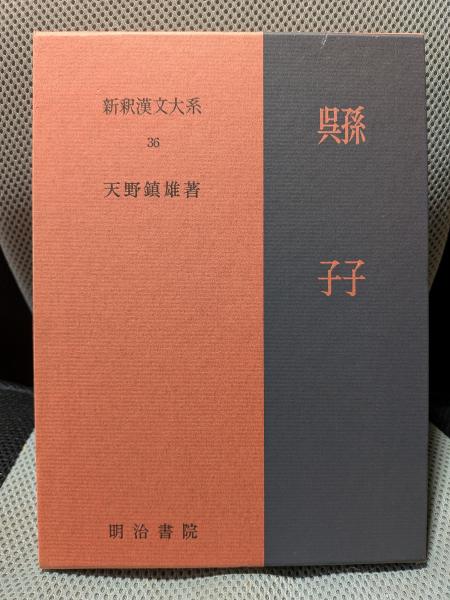 孫子
呉子
新釈漢文大系
36
天野鎮雄著
明治書院